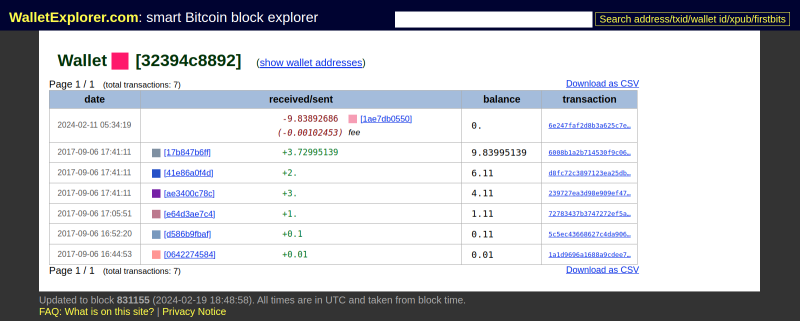 WalletExplorer.com: smart Bitcoin block explorer
Search address/txid/wallet id/xpub/firstbits
Wallet [32394c8892] (show wallet addresses)
Page 1 / 1 (total transactions: 7) Download as CSV
date received/sent balance transaction
2024-02-11 05:34:19 -9.83892686 [1ae7db0550] 0. 6e247faf2d8b3a625c7e…
(-0.00102453) fee
2017-09-06 17:41:11 [17b847b6ff] +3.72995139 9.83995139 6008b1a2b714530f9c06…
2017-09-06 17:41:11 [41e86a0f4d] +2. 6.11 d8fc72c3897123ea25db…
2017-09-06 17:41:11 [ae3400c78c] +3. 4.11 239727ea3d98e909ef47…
2017-09-06 17:05:51 [e64d3ae7c4] +1. 1.11 72783437b3747272ef5a…
2017-09-06 16:52:20 [d586b9fbaf] +0.1 0.11 5c5ec43668627c4da906…
2017-09-06 16:44:53 [0642274584] +0.01 0.01 1a1d9696a1688a9cdee7…
Page 1 / 1 (total transactions: 7) Download as CSV
Updated to block 831155 (2024-02-19 18:48:58). All times are in UTC and taken from block time.
FAQ: What is on this site? | Privacy Notice